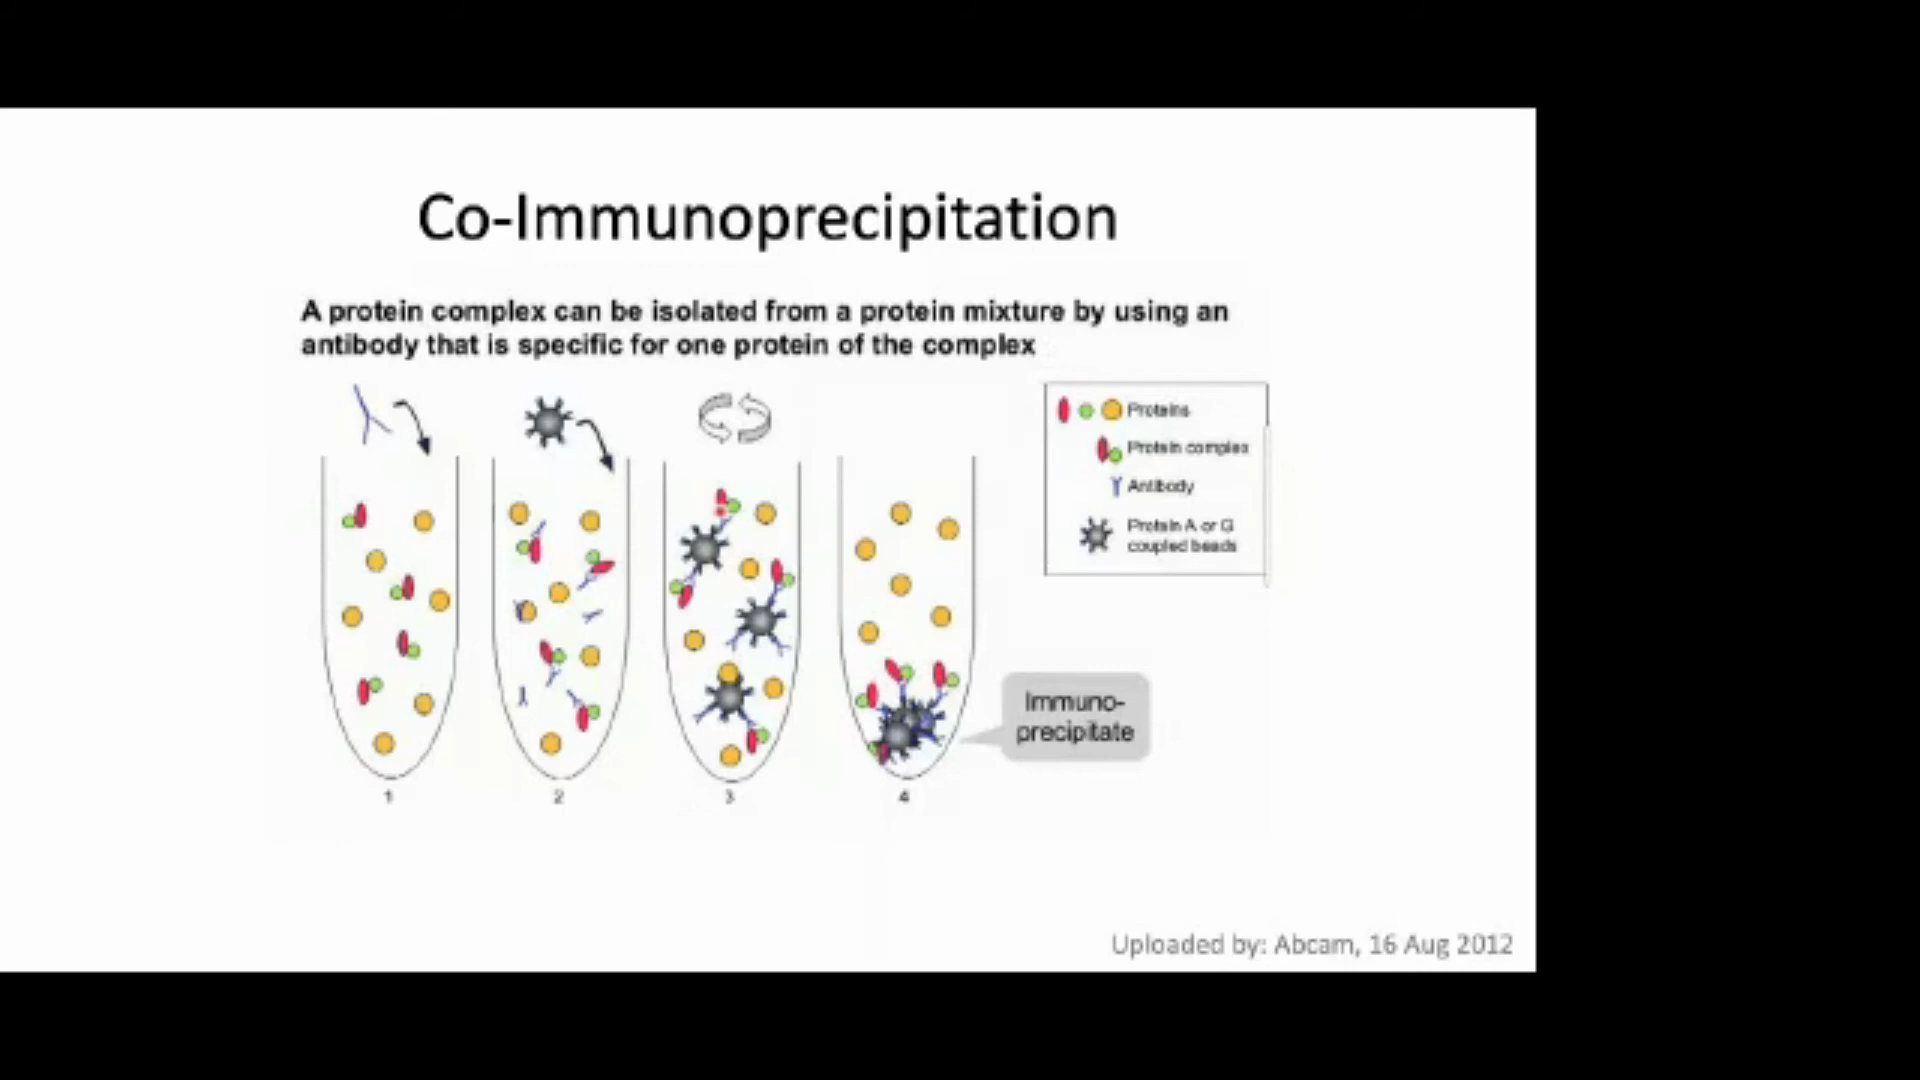 Co-Immunoprecipitation
A protein complex can be isolated from a protein mixture by using an
antibody that is specific for one protein of the complex
Proteins
Protein complex
Antibody
Protein A or G
coupled beads
Immuno-
precipitate
1
2
3
4
Uploaded by: Abcam, 16 Aug 2012